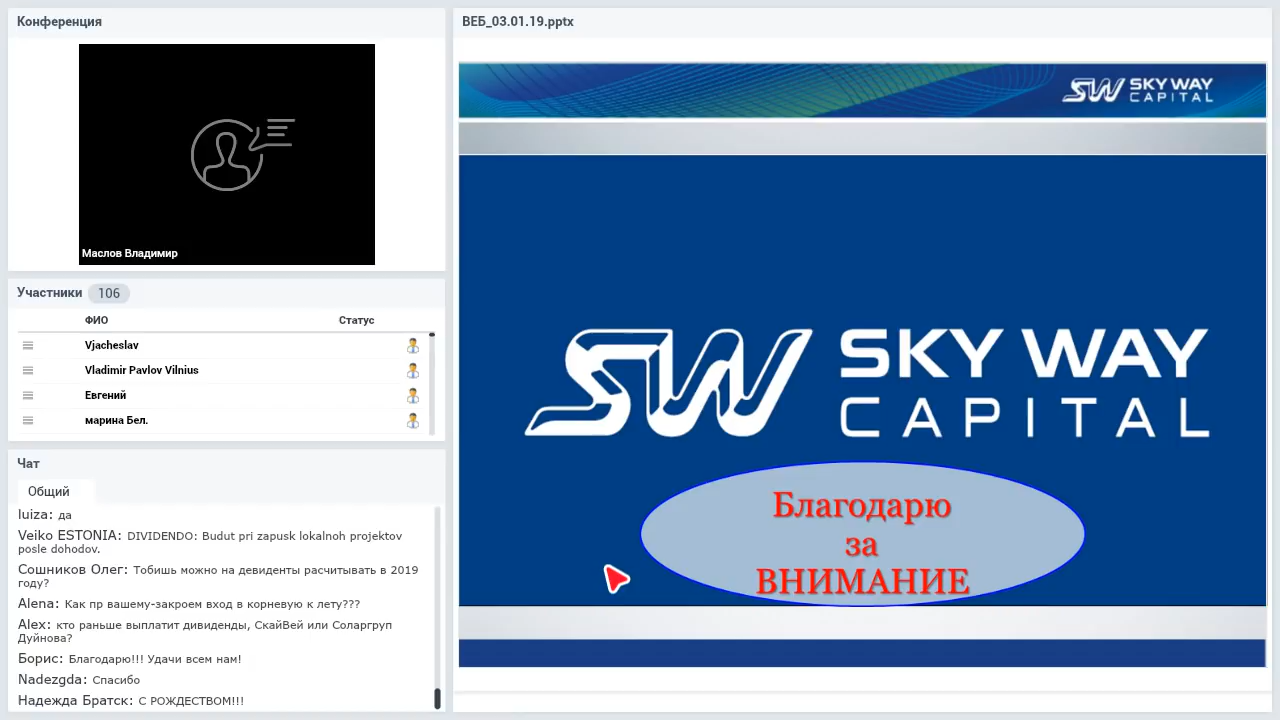 Конференция
Маслов Владимир
Участники 106
ФИО Статус
Vjacheslav
Vladimir Pavlov Vilnius
Евгений
марина Бел.
Чат
Общий
luiza: да
Veiko ESTONIA: DIVIDENDO: Budut pri zapusk lokalnoh projektov
posle dohodov.
Сошников Олег: Тобишь можно на девиденты расчитывать в 2019
году?
Alena: Как пр вашему-закроем вход в корневую к лету???
Alex: кто раньше выплатит дивиденды, СкайВей или Соларгруп
Дуйнова?
Борис: Благодарю!!! Удачи всем нам!
Nadezgda: Спасибо
Надежда Братск: С РОЖДЕСТВОМ!!!
ВЕБ_03.01.19.pptx
SW SKY WAY
CAPITAL
SW SKY WAY
CAPITAL
Благодарю
за
ВНИМАНИЕ